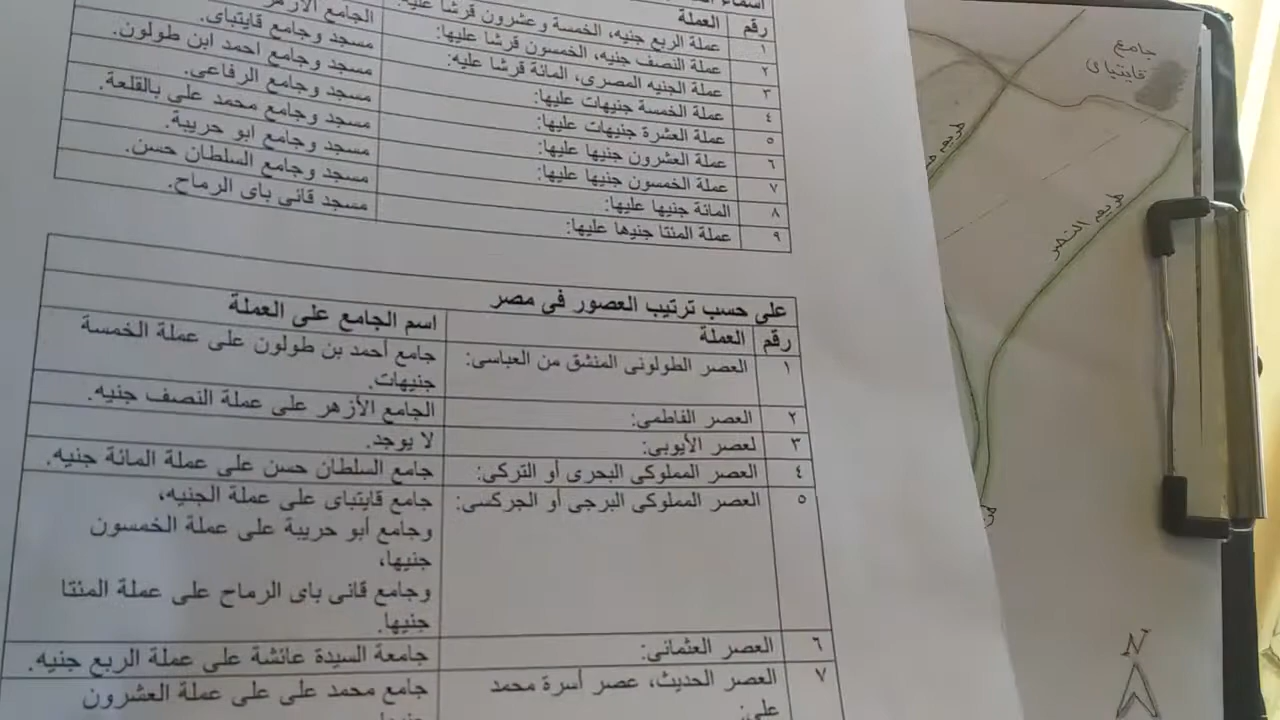 أسماء
رقم العملة
١ عملة الربع جنيه، الخمسة وعشرون قرشا عليه:
٢ عملة النصف جنيه، الخمسون قرشا عليها: الجامع الأزهر
٣ عملة الجنيه المصرى، المائة قرشا عليه: مسجد وجامع قايتباى.
٤ عملة الخمسة جنيهات عليها: مسجد وجامع احمد ابن طولون.
٥ عملة العشرة جنيهات عليها: مسجد وجامع الرفاعى.
٦ عملة العشرون جنيها عليها: مسجد وجامع محمد على بالقلعة.
٧ عملة الخمسون جنيها عليها: مسجد وجامع ابو حريبة.
٨ المائة جنيها عليها: مسجد وجامع السلطان حسن.
٩ عملة المنتا جنيها عليها: مسجد قانى باى الرماح.
على حسب ترتيب العصور فى مصر
رقم العملة اسم الجامع على العملة
١ العصر الطولونى المنشق من العباسى: جامع أحمد بن طولون على عملة الخمسة
جنيهات.
٢ العصر الفاطمى: الجامع الأزهر على عملة النصف جنيه.
٣ لعصر الأيوبى: لا يوجد.
٤ العصر المملوكى البحرى أو التركى: جامع السلطان حسن على عملة المائة جنيه.
٥ العصر المملوكى البرجى أو الجركسى: جامع قايتباى على عملة الجنيه،
وجامع أبو حريبة على عملة الخمسون
جنيها،
وجامع قانى باى الرماح على عملة المنتا
جنيها.
٦ العصر العثمانى: جامعة السيدة عائشة على عملة الربع جنيه.
٧ العصر الحديث، عصر أسرة محمد جامع محمد على على عملة العشرون
على: جنيها
جامع
قايتباى
طريق
طريق النصر
N